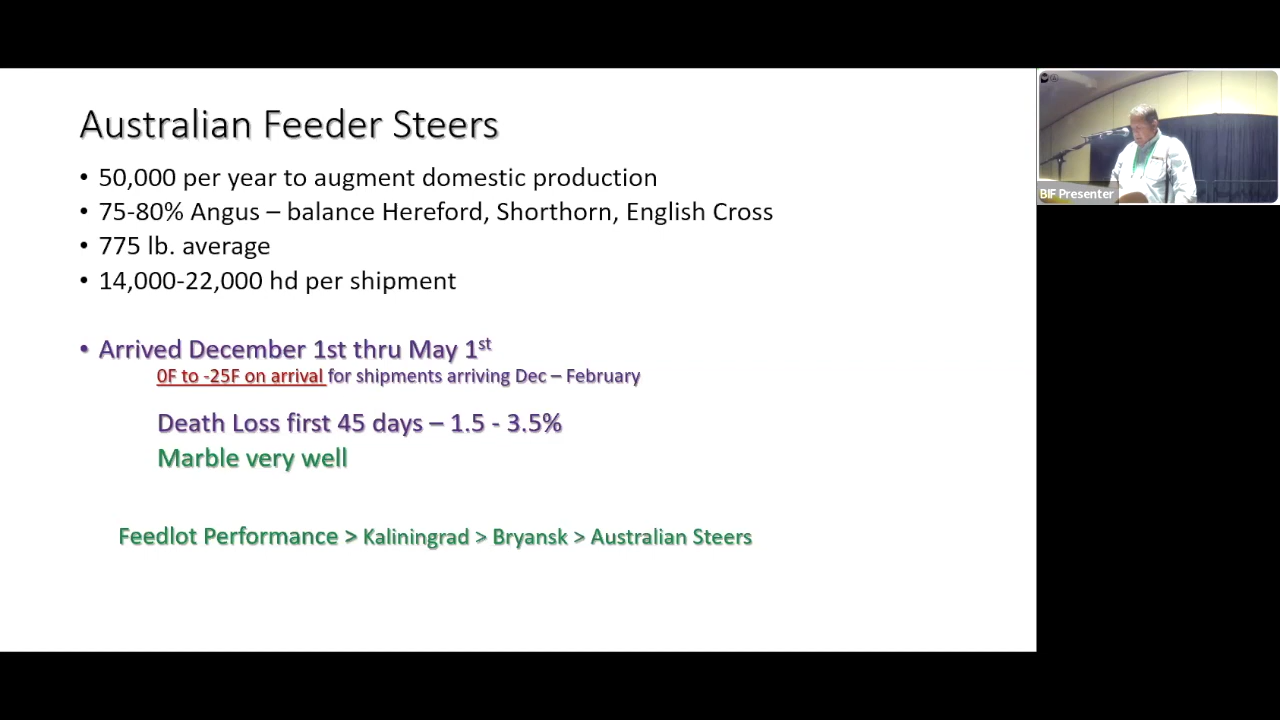 Australian Feeder Steers
• 50,000 per year to augment domestic production
• 75-80% Angus – balance Hereford, Shorthorn, English Cross
• 775 lb. average
• 14,000-22,000 hd per shipment
• Arrived December 1st thru May 1st
0F to -25F on arrival for shipments arriving Dec – February
Death Loss first 45 days – 1.5 - 3.5%
Marble very well
Feedlot Performance > Kaliningrad > Bryansk > Australian Steers
BIF Presenter